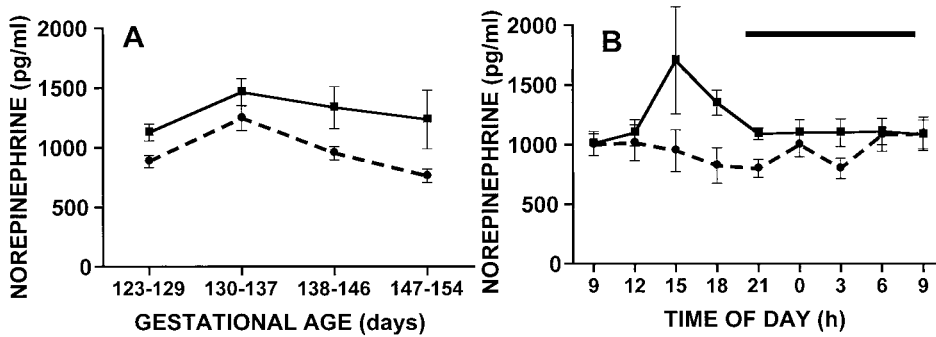 A
NOREPINEPHRINE (pg/ml)
2000
1500
1000
500
0
123-129 130-137 138-146 147-154
GESTATIONAL AGE (days)
B
NOREPINEPHRINE (pg/ml)
2000
1500
1000
500
0
9 12 15 18 21 0 3 6 9
TIME OF DAY (h)